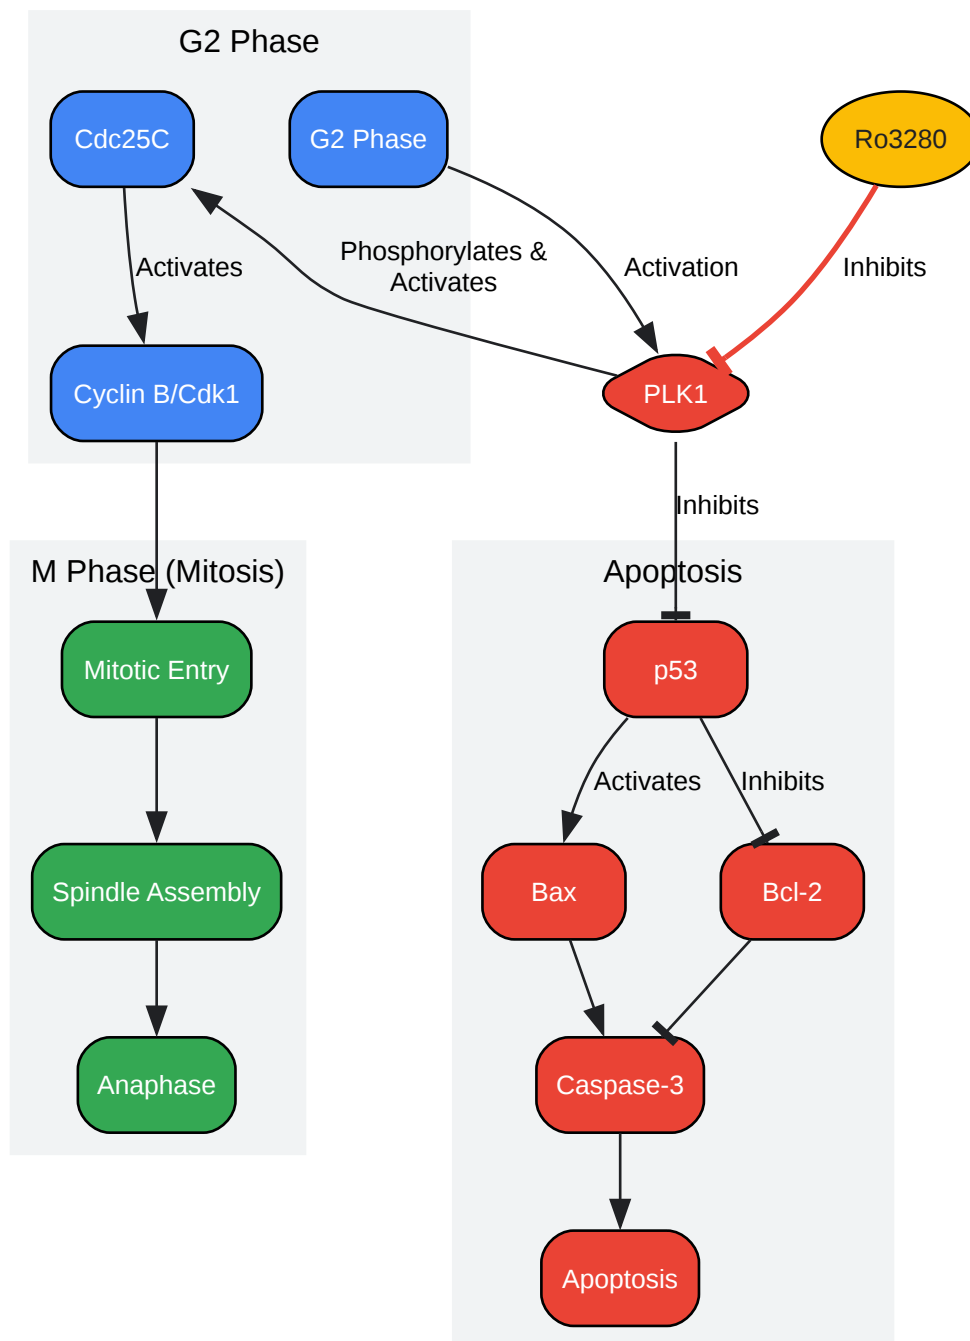 G2 Phase
Cdc25C
G2 Phase
Ro3280
Phosphorylates &
Activates
Activates
Activation
Inhibits
Cyclin B/Cdk1
PLK1
Inhibits
M Phase (Mitosis)
Apoptosis
Mitotic Entry
p53
Activates
Inhibits
Spindle Assembly
Bax
Bcl-2
Anaphase
Caspase-3
Apoptosis